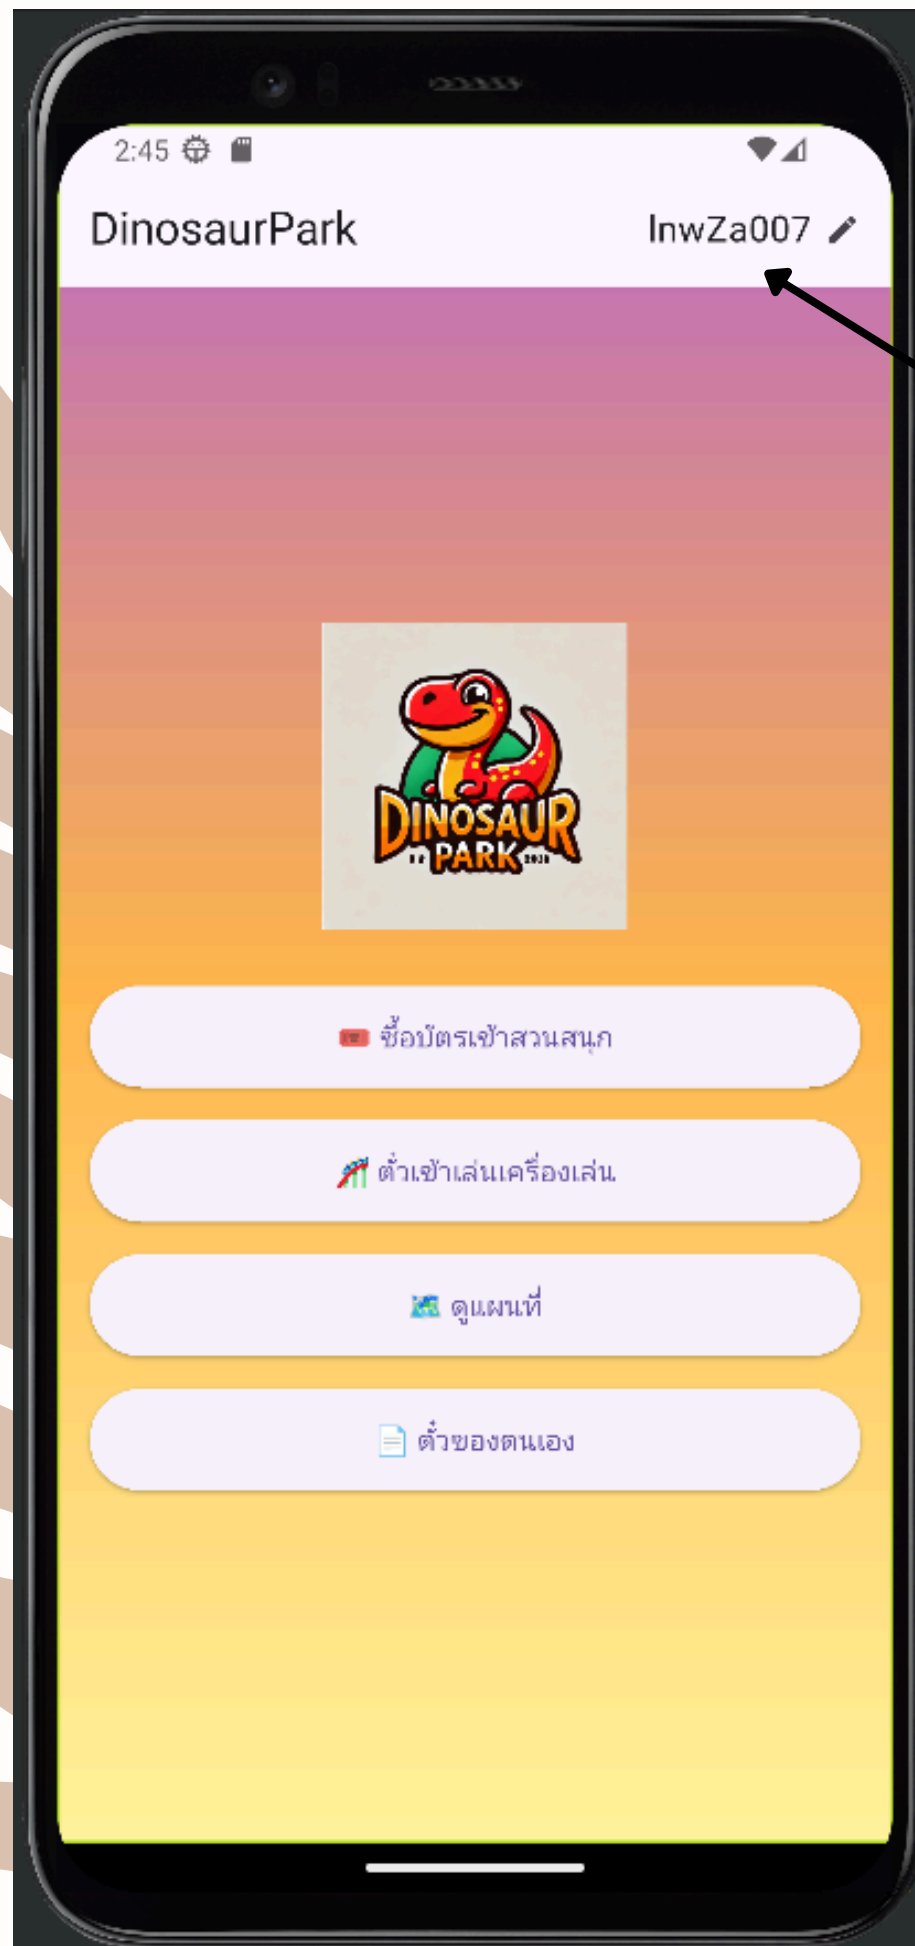 2:45
DinosaurPark
lnwZa007
DINOSAUR
PARK
🎟️ ซื้อบัตรเข้าสวนสนุก
🎢 ตั๋วเข้าเล่นเครื่องเล่น
🗺️ ดูแผนที่
📄 ตั๋วของตนเอง